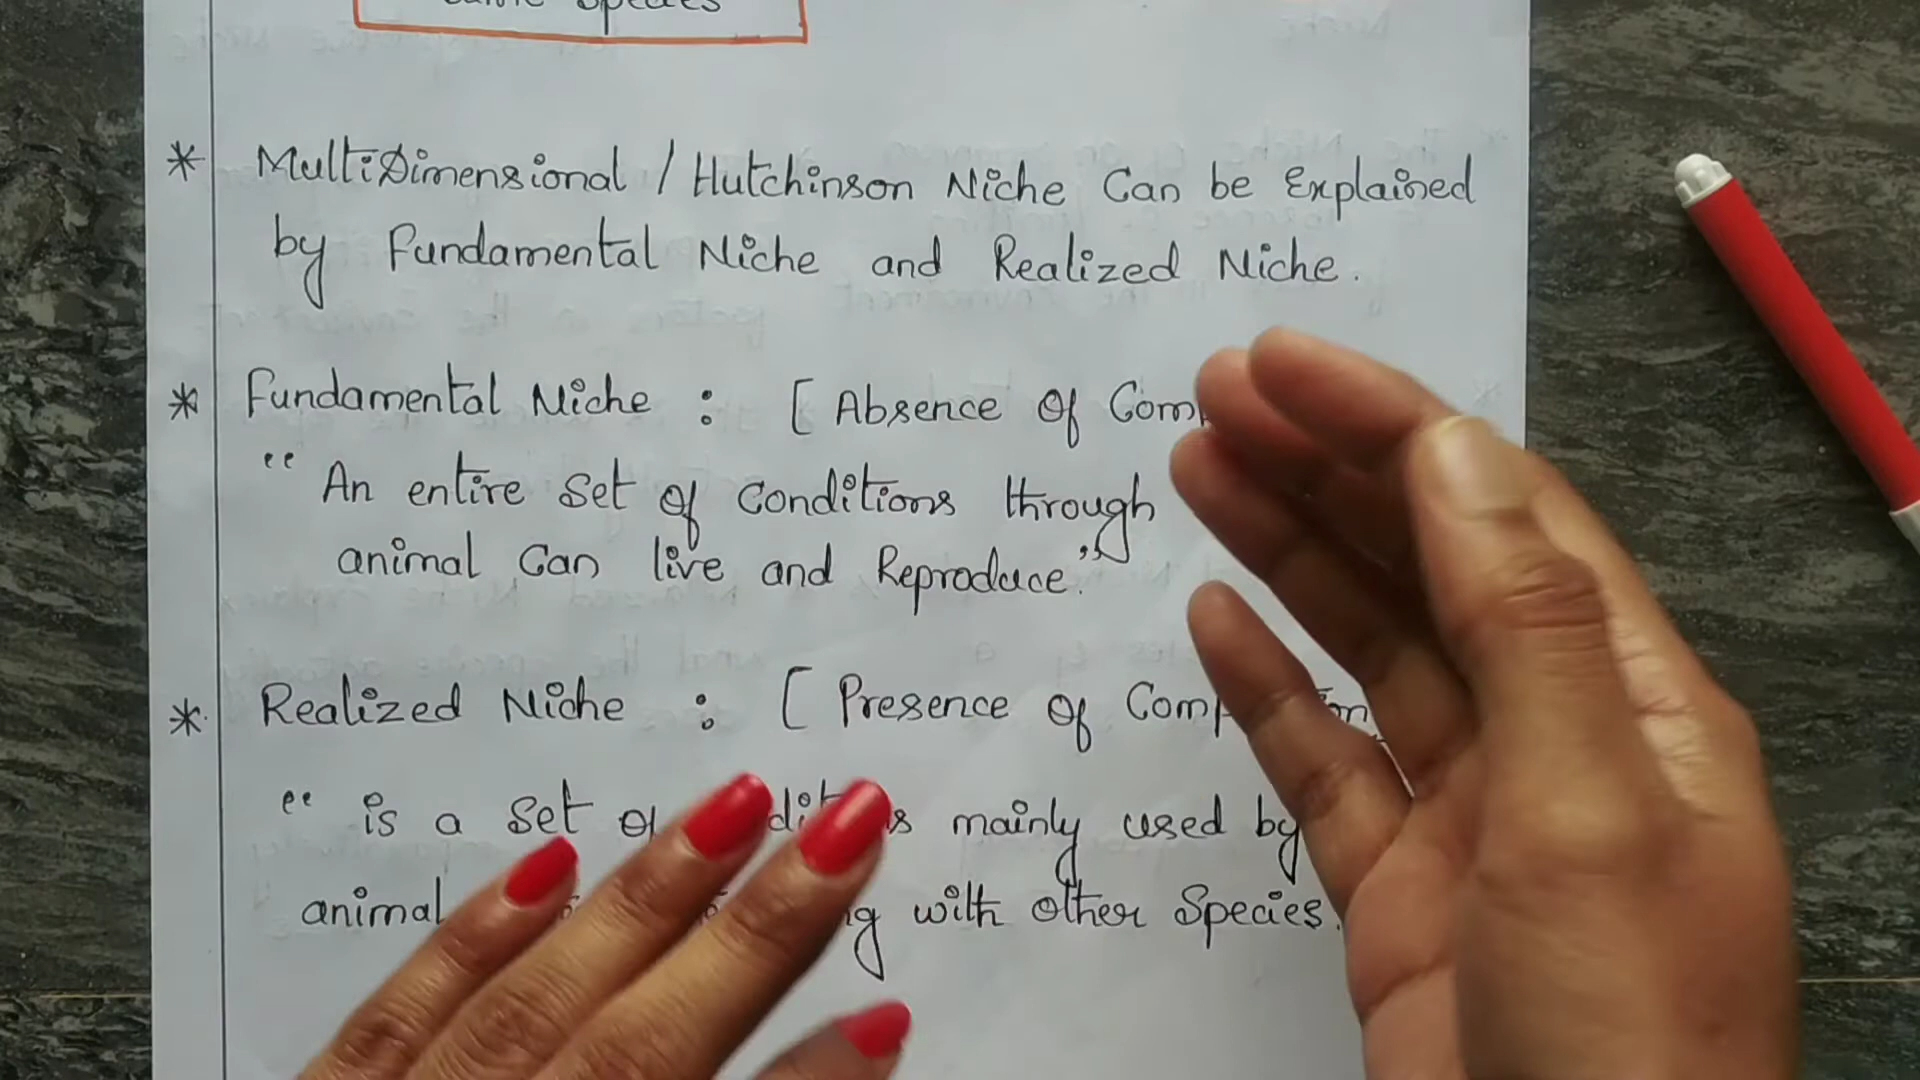 Species
* MultiDimensional / Hutchinson Niche Can be Explained
by Fundamental Niche and Realized Niche.
* Fundamental Niche : [ Absence Of
" An entire Set Of Conditions through
animal Can live and Reproduce."
* Realized Niche : [ Presence Of
" is a Set mainly used by
animal with Other Species.